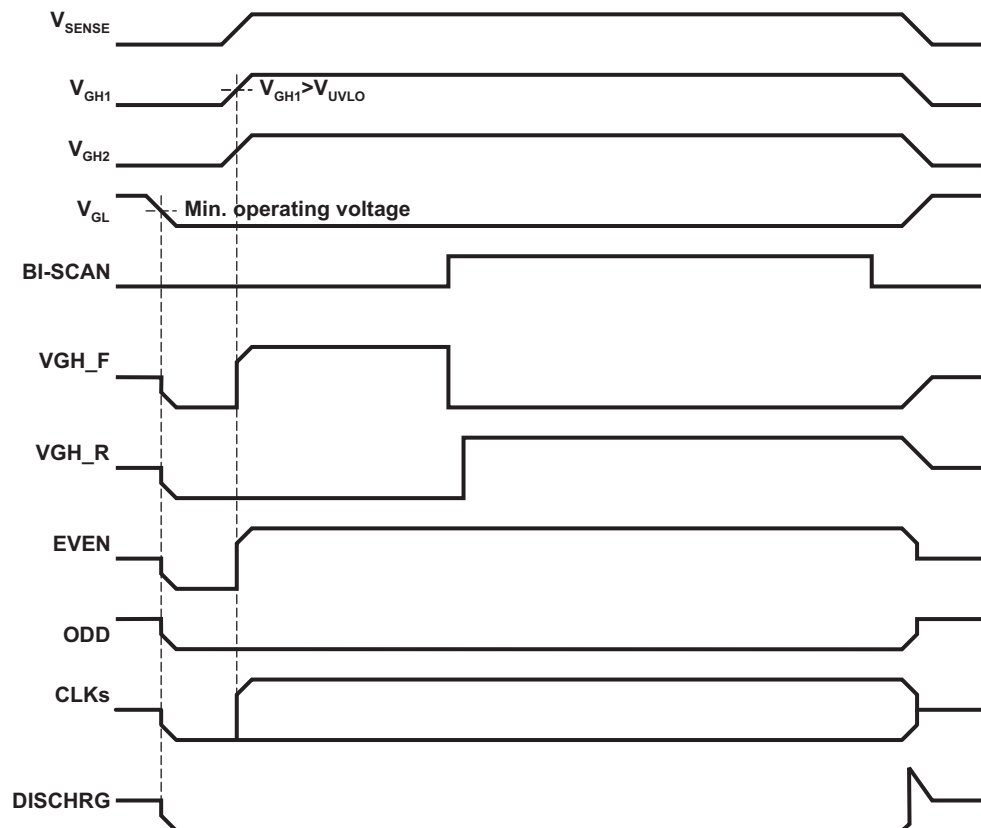 VSENSE
VGH1
VGH1>VUVLO
VGH2
VGL
Min. operating voltage
BI-SCAN
VGH_F
VGH_R
EVEN
ODD
CLKs
DISCHRG